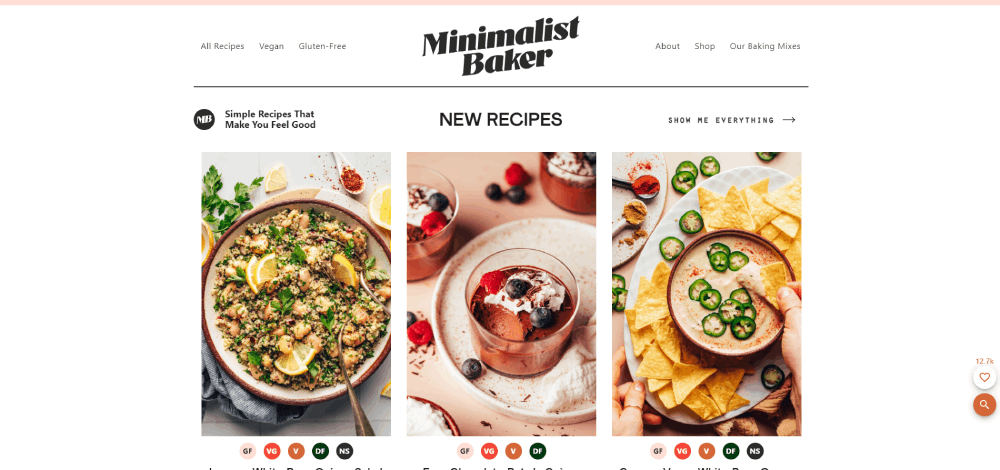 All Recipes Vegan Gluten-Free
Minimalist
Baker
About Shop Our Baking Mixes
MB
Simple Recipes That
Make You Feel Good
NEW RECIPES
SHOW ME EVERYTHING
12.7k
GF VG V DF NS
GF VG V DF
GF VG V DF NS